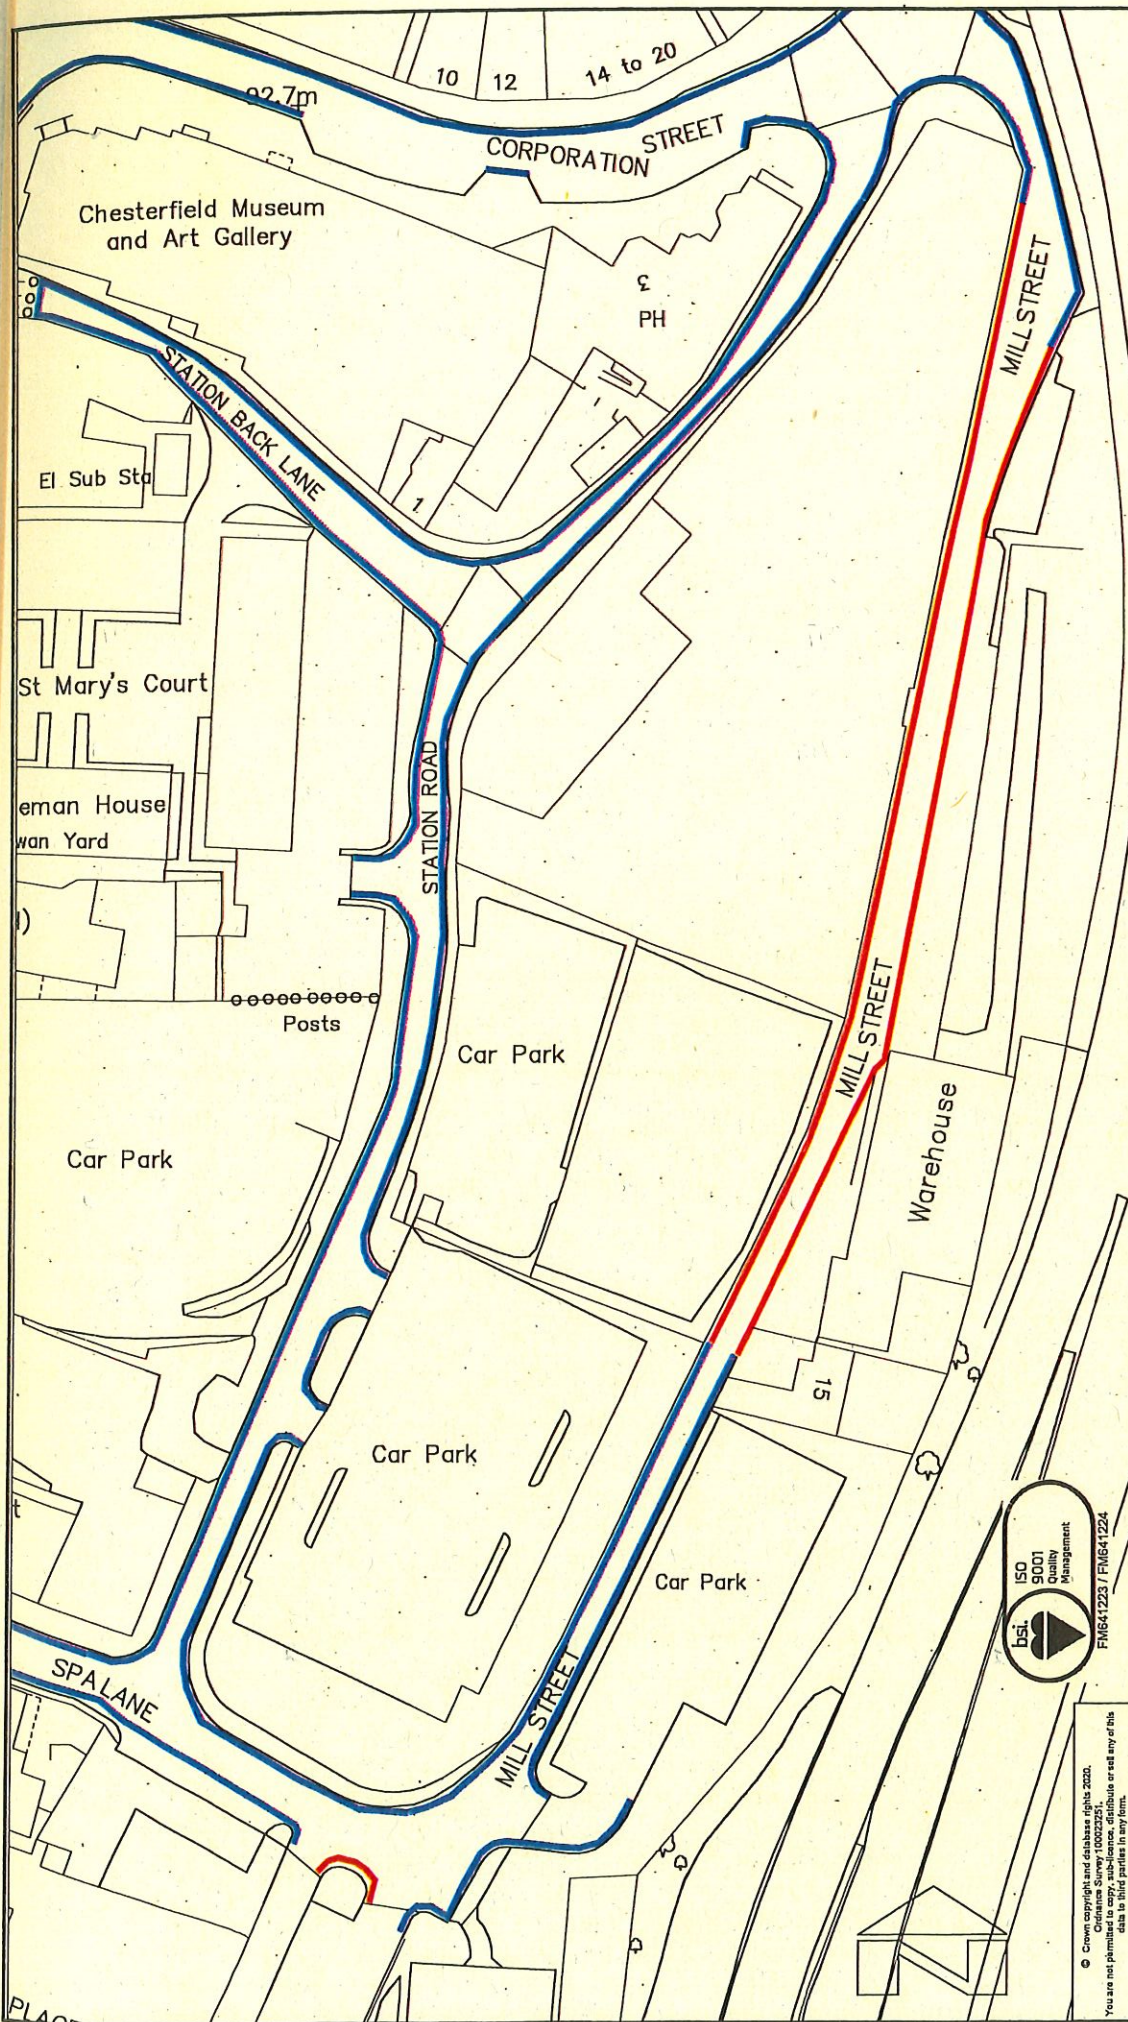 92.7m
10
12
14 to 20
CORPORATION STREET
Chesterfield Museum
and Art Gallery
3
PH
MILL STREET
STATION BACK LANE
El Sub Sta
1
St Mary's Court
eman House
wan Yard
STATION ROAD
Posts
Car Park
MILL STREET
Car Park
Warehouse
15
Car Park
t
Car Park
MILL STREET
SPA LANE
bsi.
ISO
9001
Quality
Management
FM641223 / FM641224
© Crown copyright and database rights 2020.
Ordnance Survey 100023251.
You are not permitted to copy, sub-licence, distribute or sell any of this
data to third parties in any form.
N